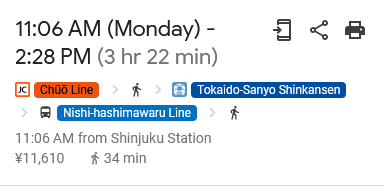 11:06 AM (Monday) -
2:28 PM (3 hr 22 min)
JC Chūō Line Tokaido-Sanyo Shinkansen
Nishi-hashimawaru Line
11:06 AM from Shinjuku Station
¥11,610 34 min